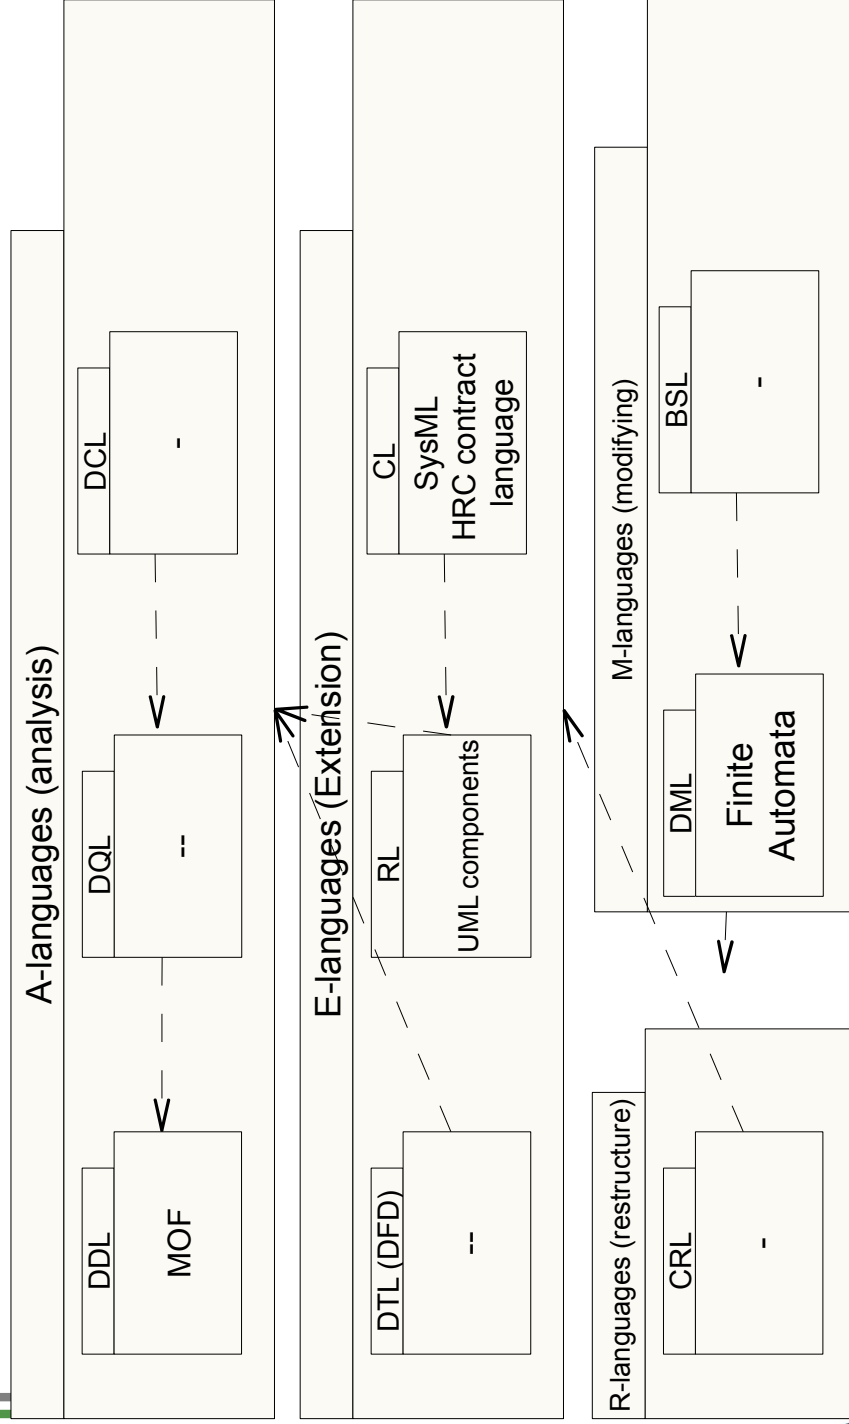 A-languages (analysis)
DDL
MOF
DQL
--
DCL
-
E-languages (Extension)
DTL (DFD)
--
RL
UML components
CL
SysML
HRC contract
language
R-languages (restructure)
CRL
-
M-languages (modifying)
DML
Finite
Automata
BSL
-